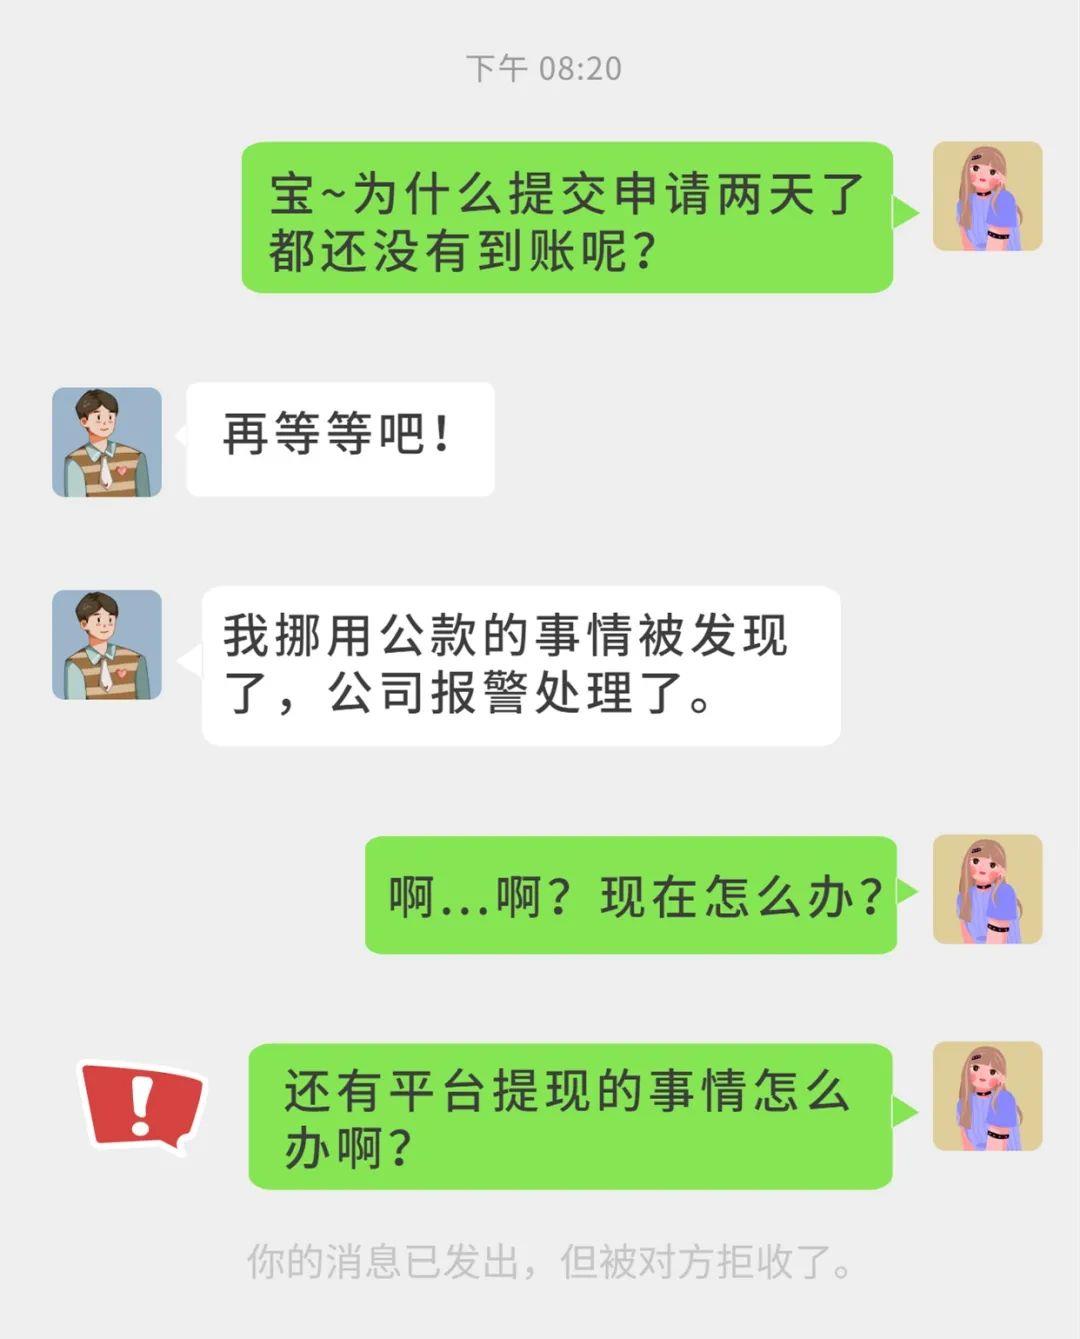 下午 08:20
宝~为什么提交申请两天了
都还没有到账呢？
再等等吧！
我挪用公款的事情被发现
了，公司报警处理了。
啊...啊？现在怎么办？
还有平台提现的事情怎么
办啊？
你的消息已发出，但被对方拒收了。